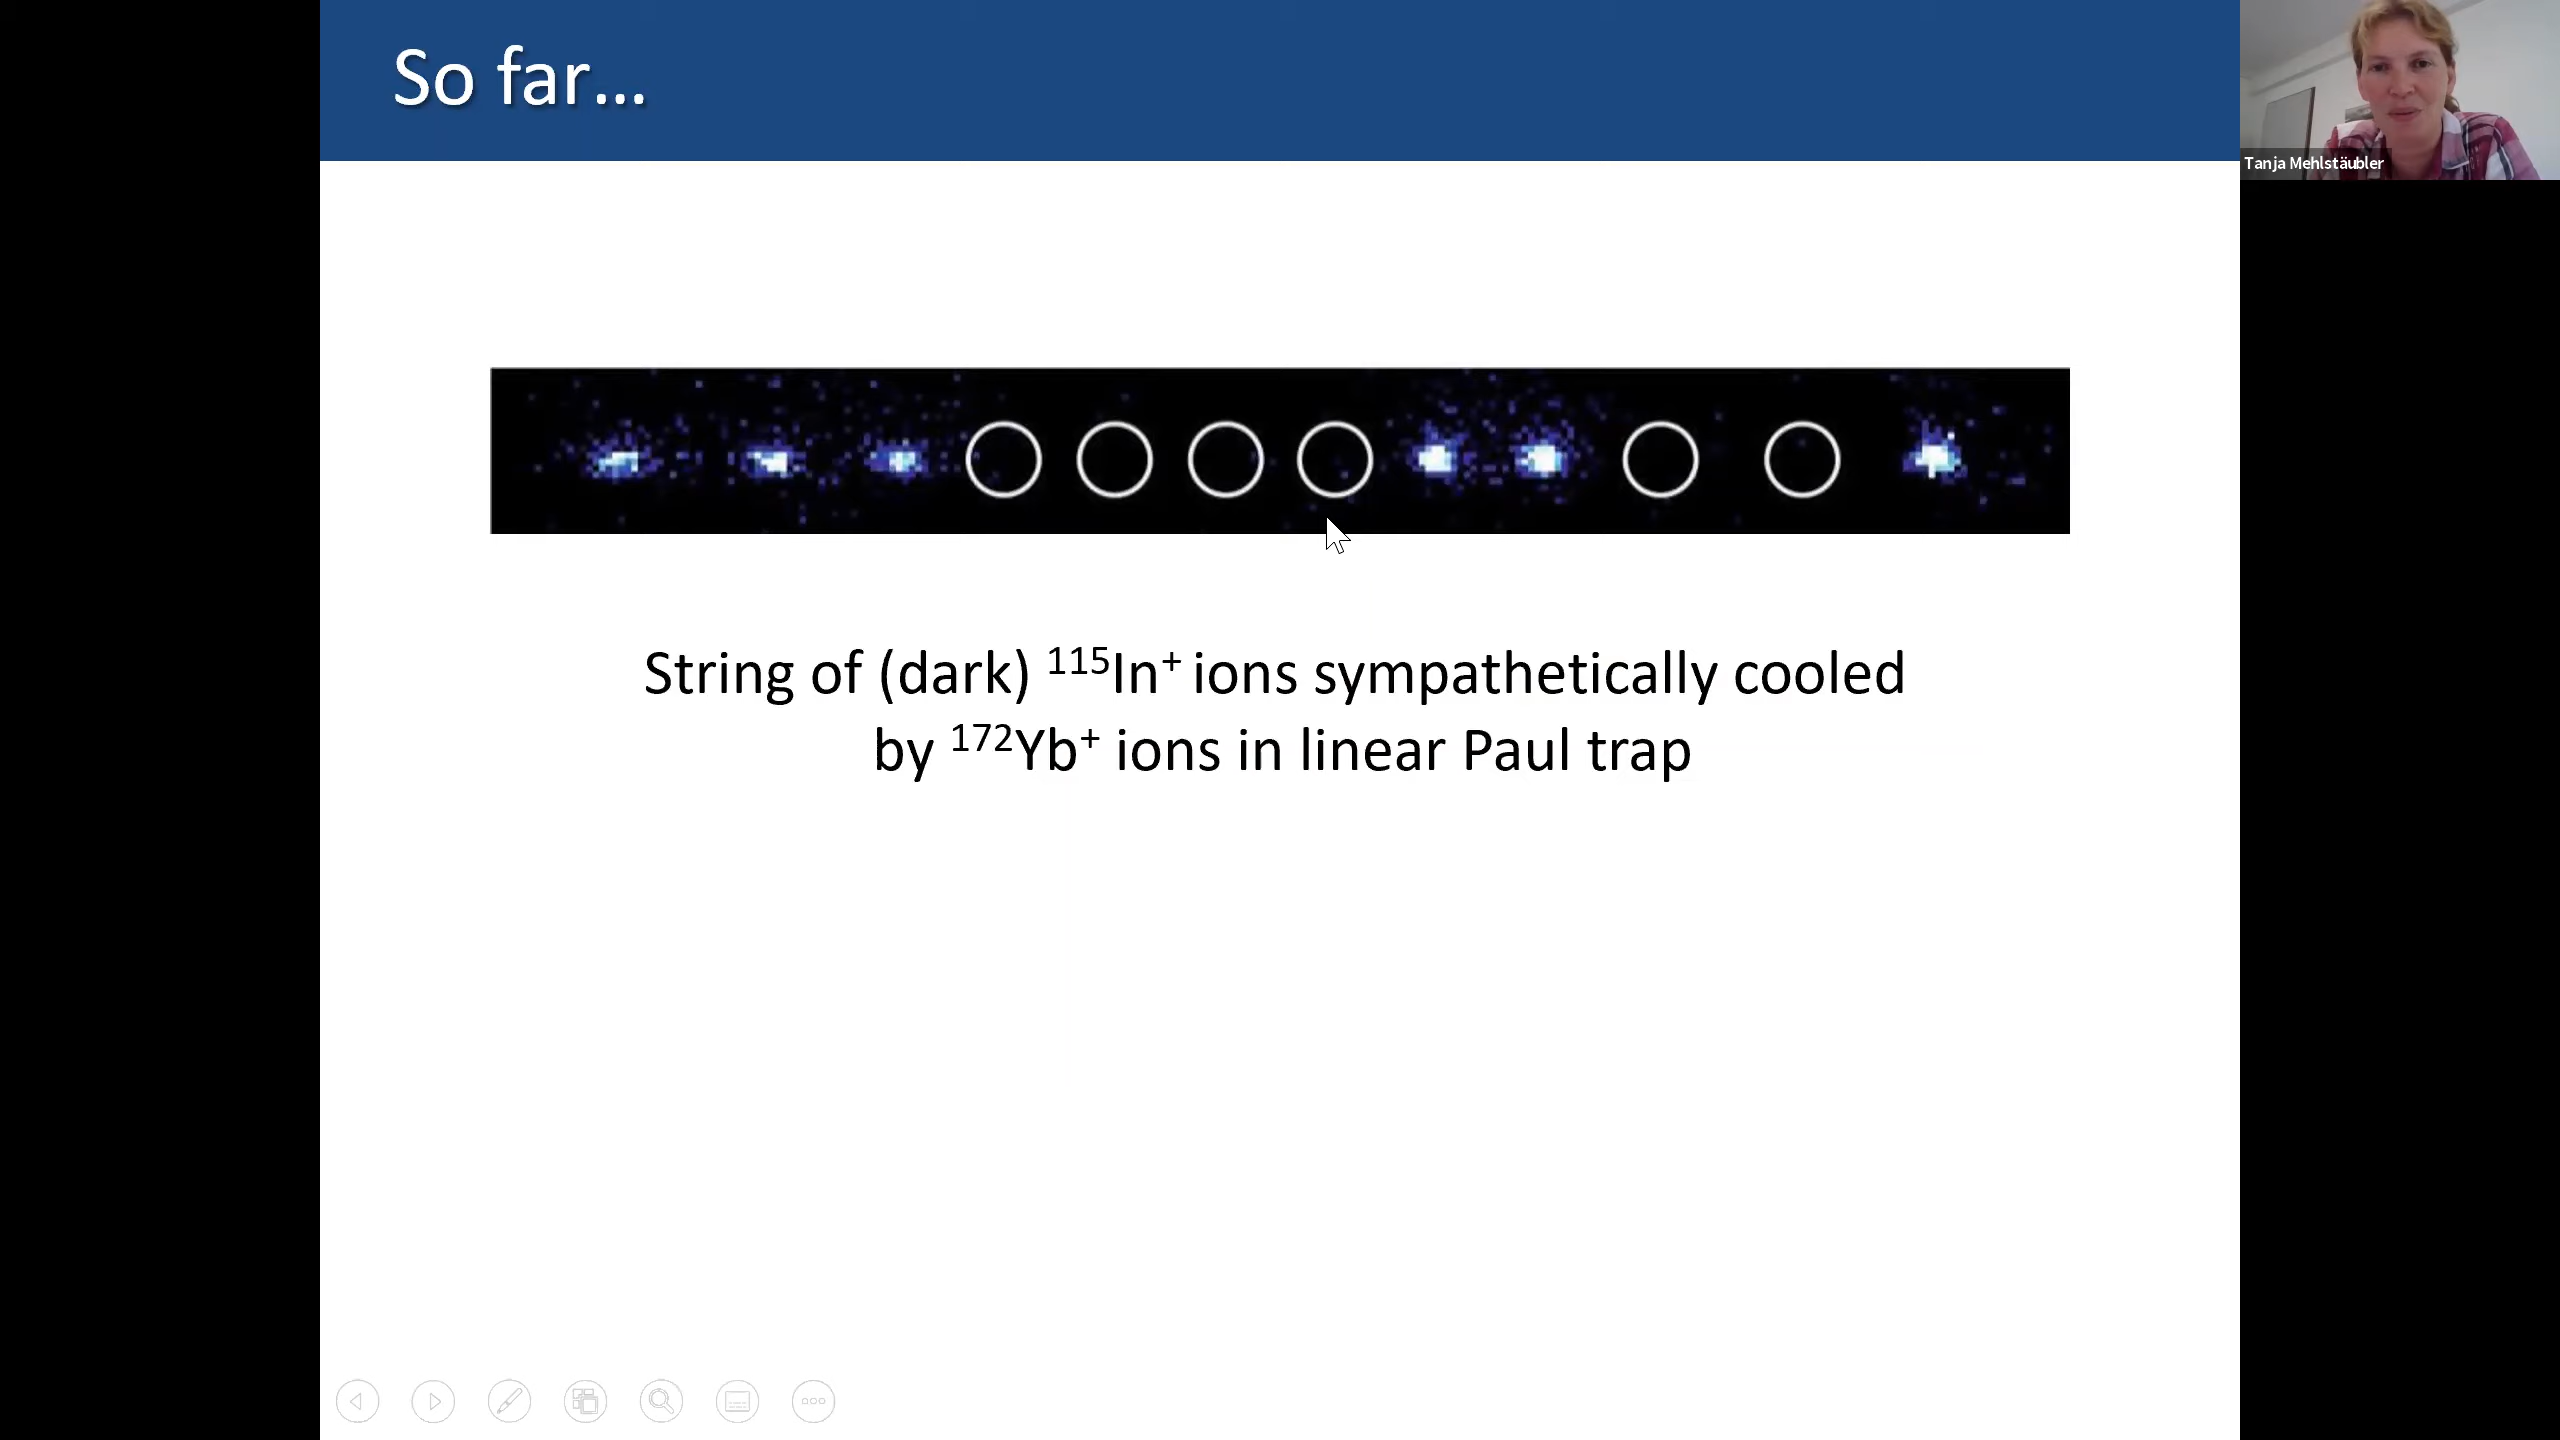 So far...
Tanja Mehlstäubler
String of (dark) ¹¹⁵In⁺ ions sympathetically cooled
by ¹⁷²Yb⁺ ions in linear Paul trap